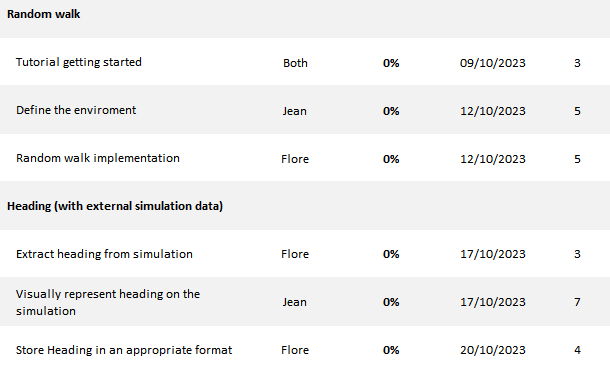 Random walk
Tutorial getting started Both 0% 09/10/2023 3
Define the enviroment Jean 0% 12/10/2023 5
Random walk implementation Flore 0% 12/10/2023 5
Heading (with external simulation data)
Extract heading from simulation Flore 0% 17/10/2023 3
Visually represent heading on the
simulation Jean 0% 17/10/2023 7
Store Heading in an appropriate format Flore 0% 20/10/2023 4